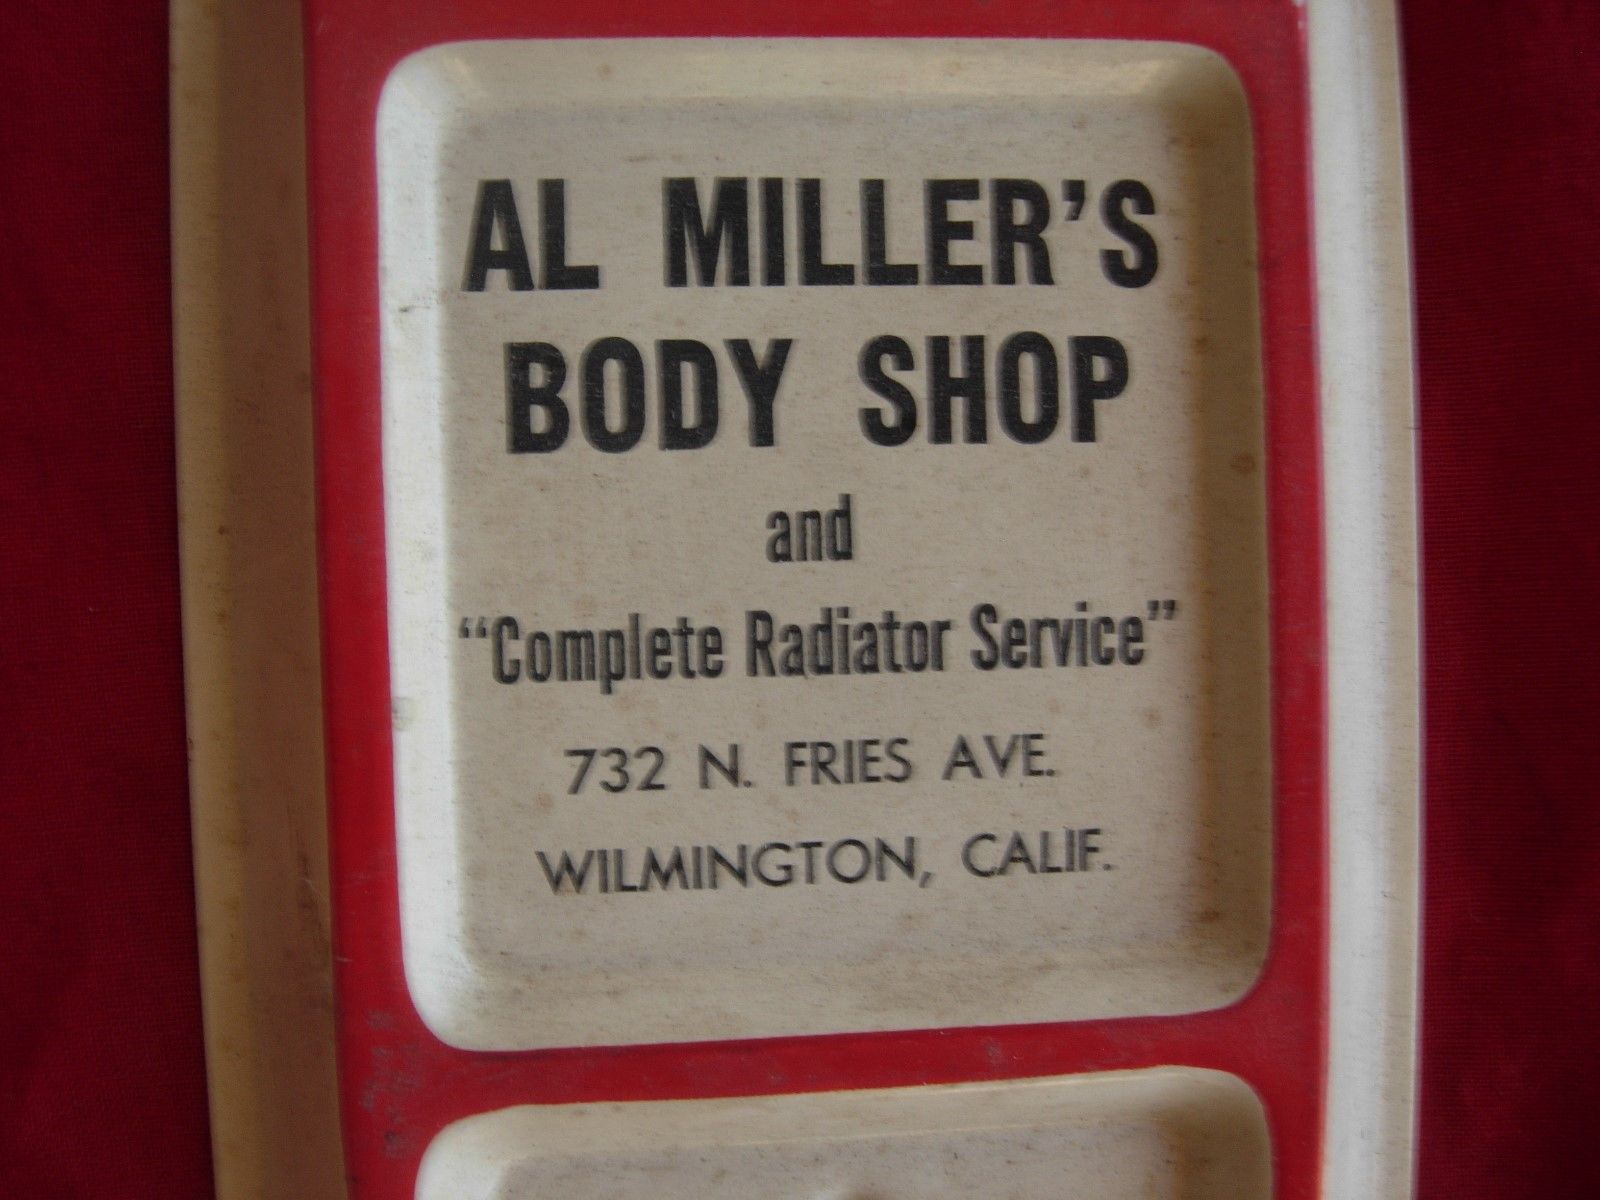 AL MILLER'S
BODY SHOP
and
"Complete Radiator Service"
732 N. FRIES AVE.
WILMINGTON, CALIF.